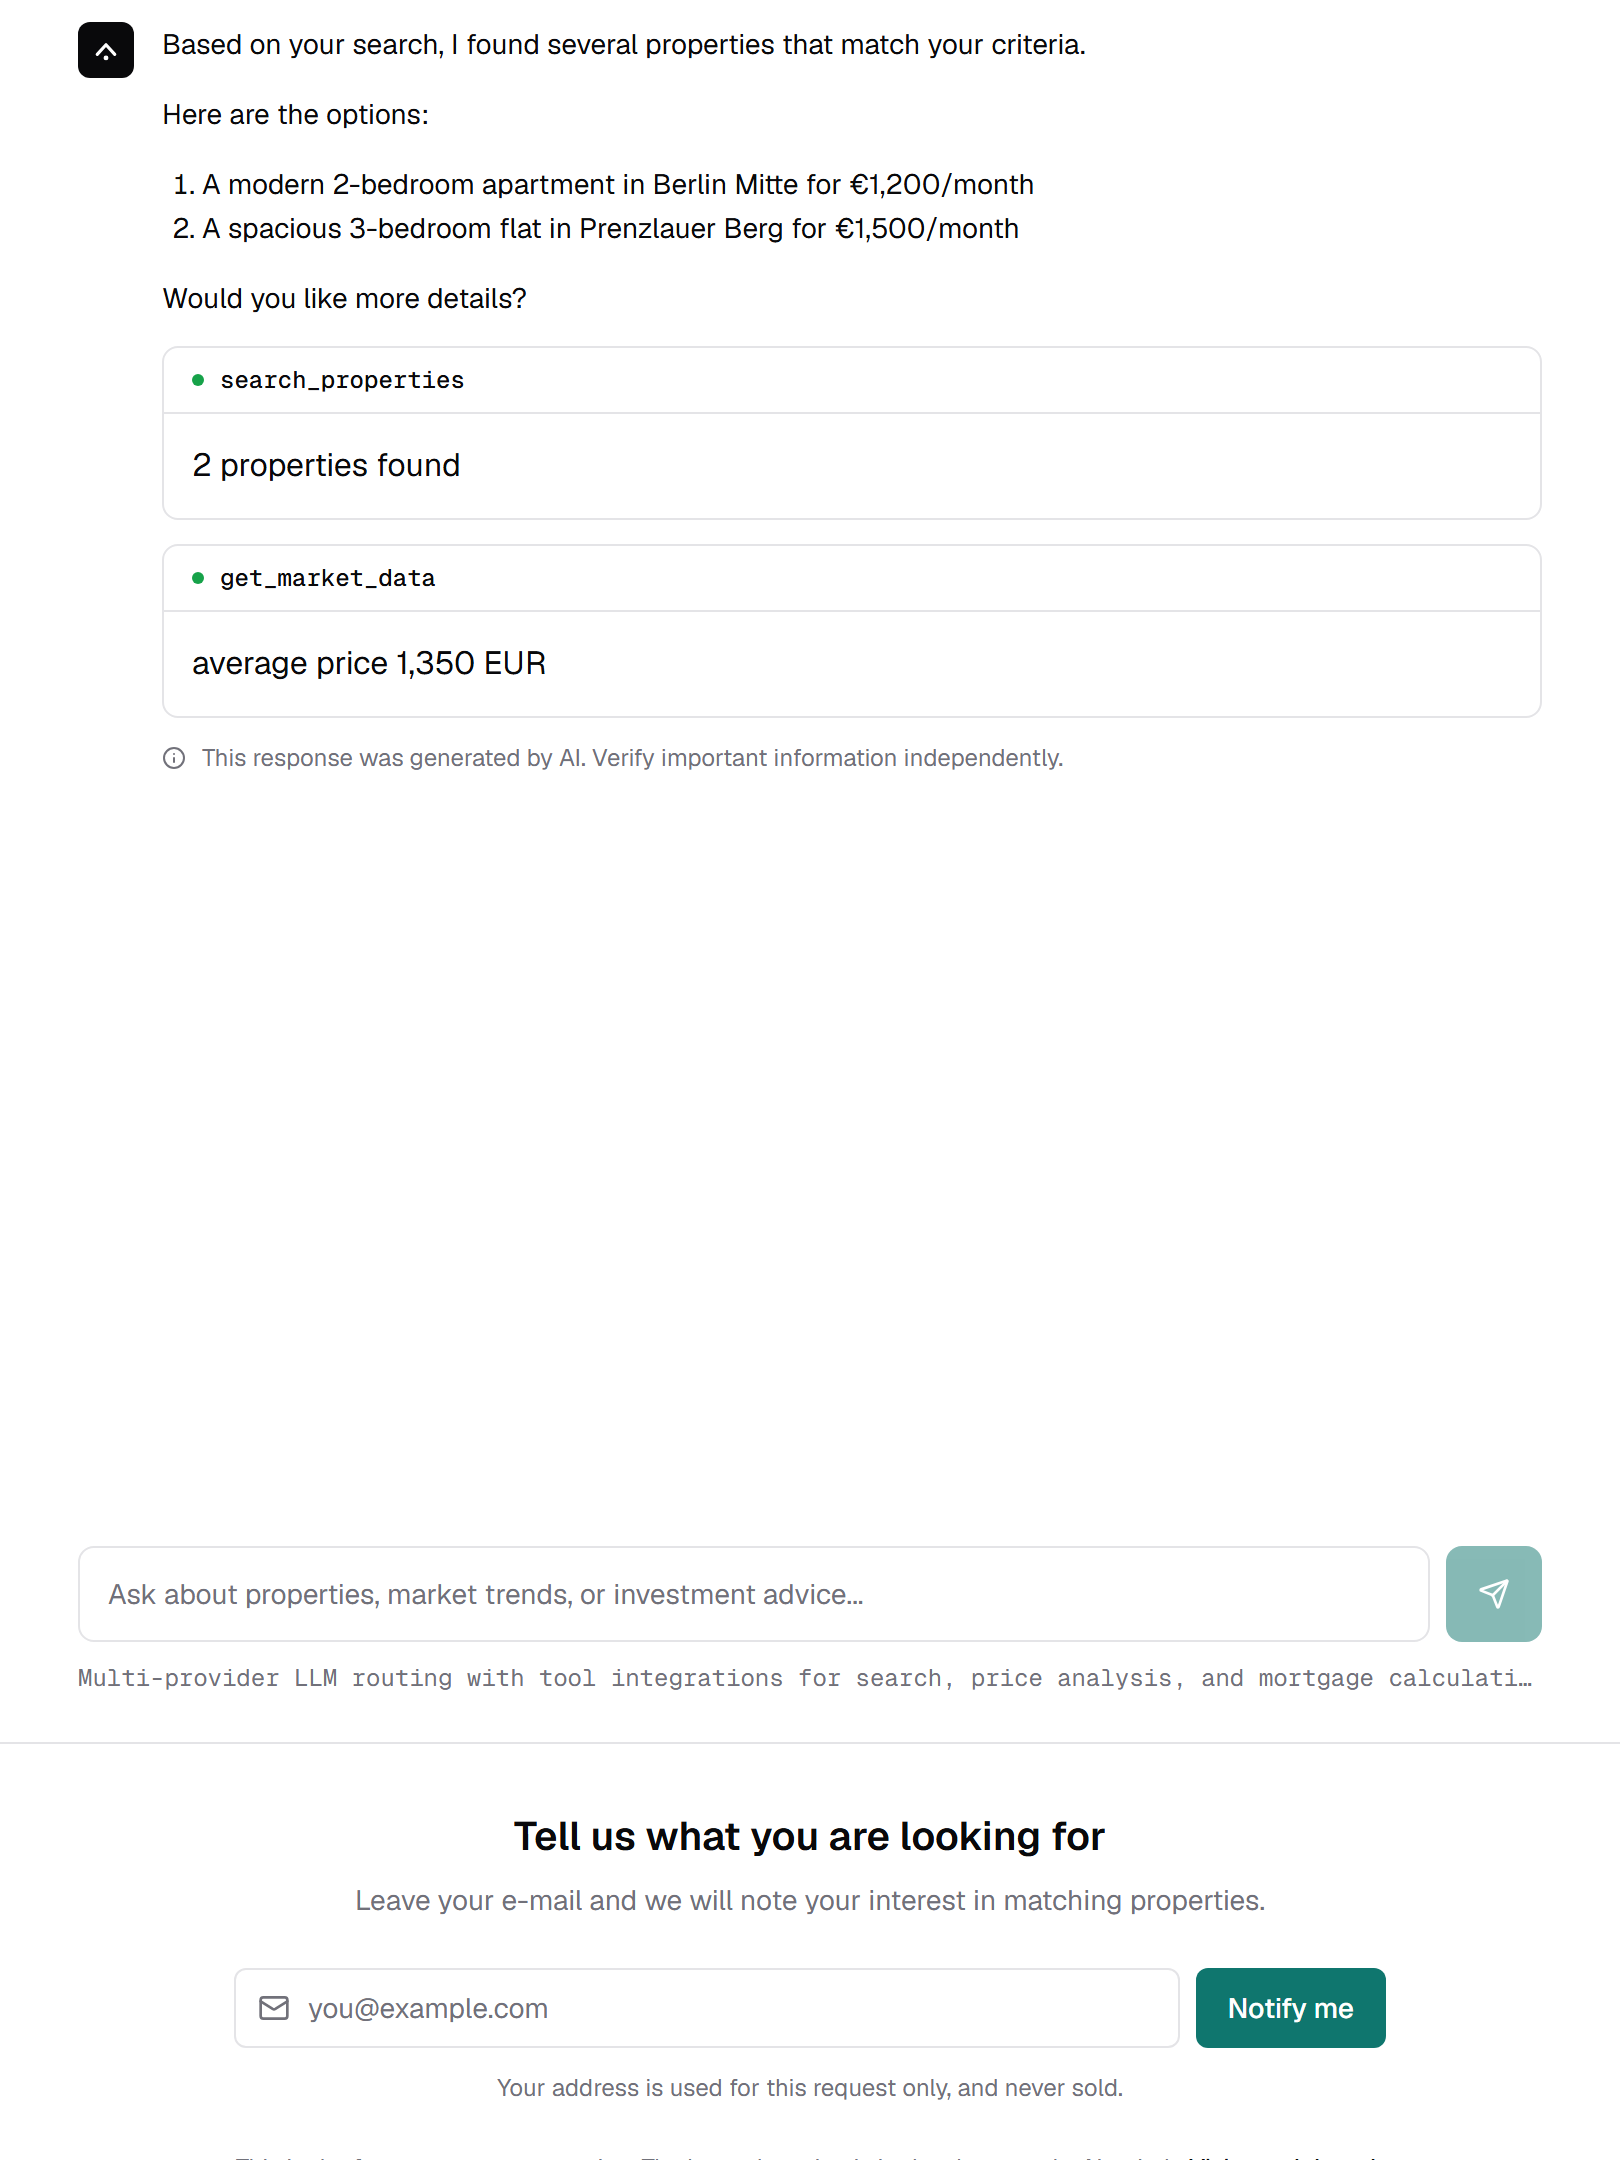 Based on your search, I found several properties that match your criteria.
Here are the options:
1. A modern 2-bedroom apartment in Berlin Mitte for €1,200/month
2. A spacious 3-bedroom flat in Prenzlauer Berg for €1,500/month
Would you like more details?
search_properties
2 properties found
get_market_data
average price 1,350 EUR
This response was generated by AI. Verify important information independently.
Ask about properties, market trends, or investment advice...
Multi-provider LLM routing with tool integrations for search, price analysis, and mortgage calculati…
Tell us what you are looking for
Leave your e-mail and we will note your interest in matching properties.
you@example.com
Notify me
Your address is used for this request only, and never sold.